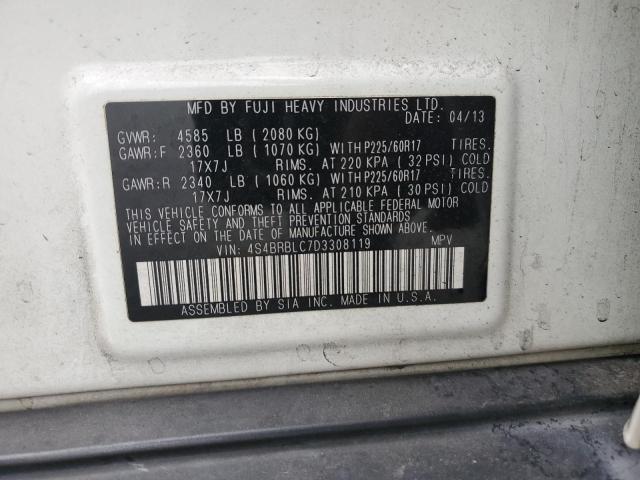 MFD BY FUJI HEAVY INDUSTRIES LTD.
DATE: 04/13
GVWR: 4585 LB (2080 KG)
GAWR:F 2360 LB (1070 KG) WITH P225/60R17 TIRES.
17X7J RIMS. AT 220 KPA (32 PSI) COLD
GAWR:R 2340 LB (1060 KG) WITH P225/60R17 TIRES.
17X7J RIMS. AT 210 KPA (30 PSI) COLD
THIS VEHICLE CONFORMS TO ALL APPLICABLE FEDERAL MOTOR
VEHICLE SAFETY AND THEFT PREVENTION STANDARDS
IN EFFECT ON THE DATE OF MANUFACTURE SHOWN ABOVE.
VIN: 4S4BRBLC7D3308119 MPV
ASSEMBLED BY SIA INC. MADE IN U.S.A.